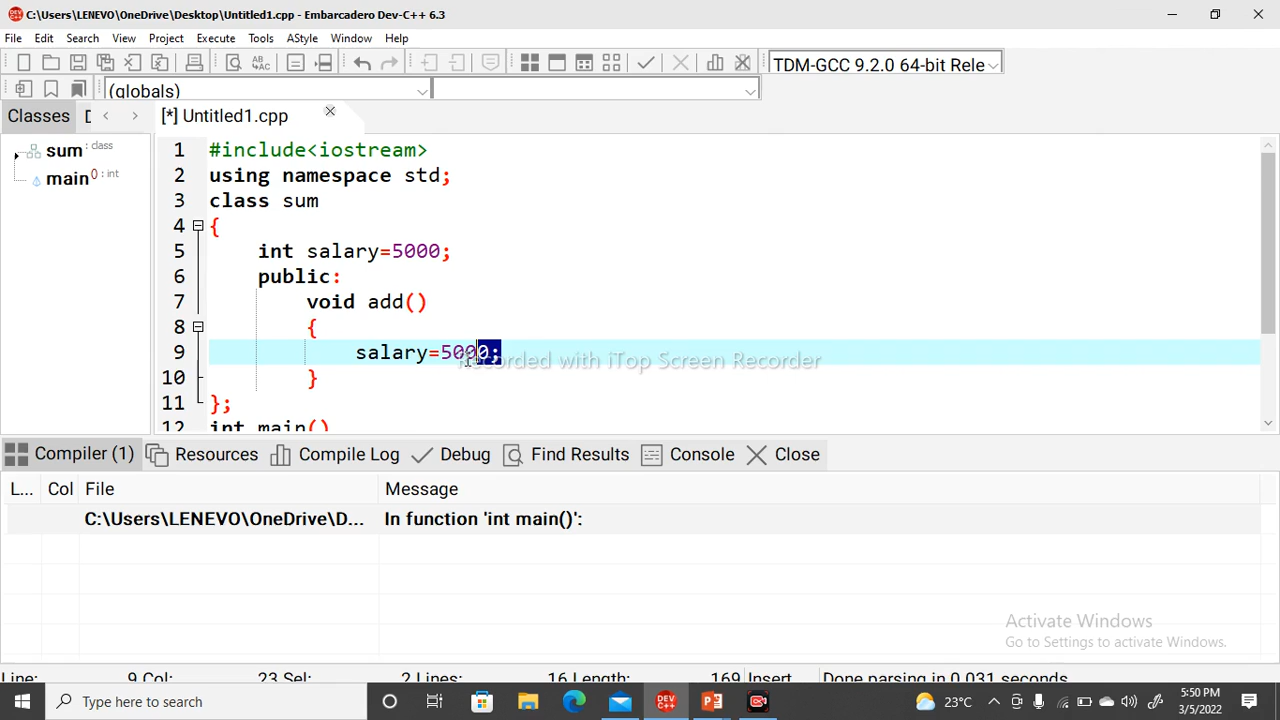 C:\Users\LENEVO\OneDrive\Desktop\Untitled1.cpp - Embarcadero Dev-C++ 6.3
File Edit Search View Project Execute Tools AStyle Window Help
TDM-GCC 9.2.0 64-bit Rele
(globals)
Classes [*] Untitled1.cpp
sum : class
main () : int
1 #include<iostream>
2 using namespace std;
3 class sum
4 {
5 int salary=5000;
6 public:
7 void add()
8 {
9 salary=5000;
Recorded with iTop Screen Recorder
10 }
11 };
12 int main()
Compiler (1) Resources Compile Log Debug Find Results Console Close
L... Col File Message
C:\Users\LENEVO\OneDrive\D... In function 'int main()':
Activate Windows
Go to Settings to activate Windows.
Line: 9 Col: 23 Sel: 2 Lines: 16 Length: 169 Insert Done parsing in 0.031 seconds
Type here to search
DEV C++
23°C
5:50 PM
3/5/2022